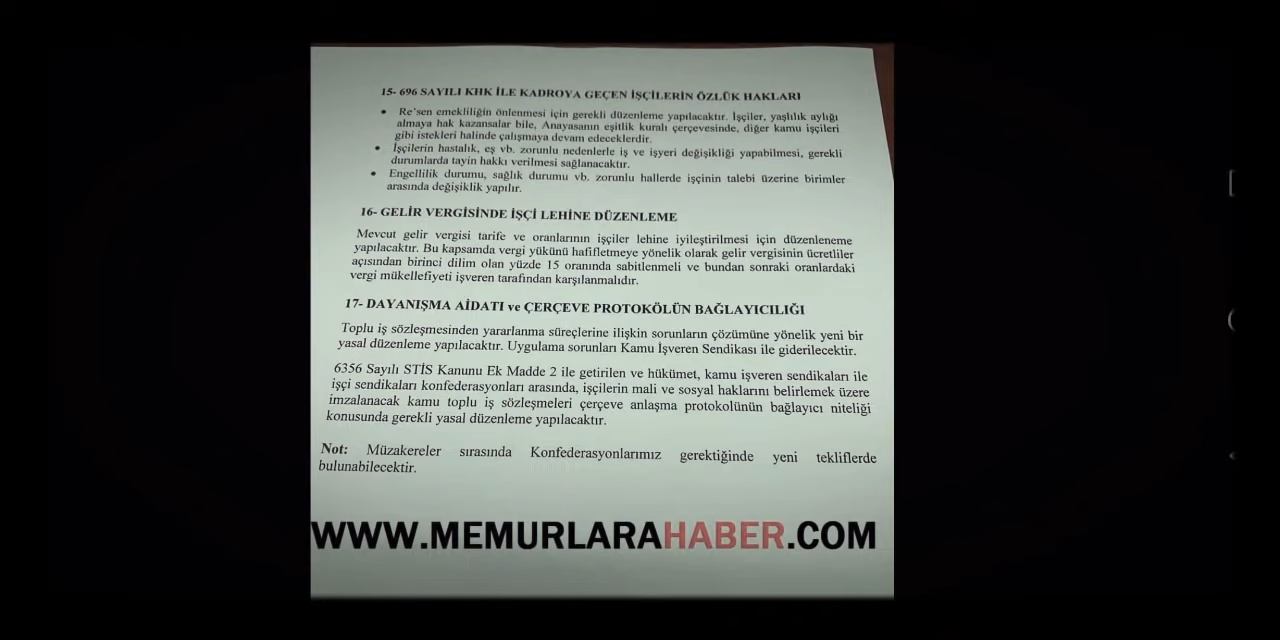 15- 696 SAYILI KHK İLE KADROYA GEÇEN İŞÇİLERİN ÖZLÜK HAKLARI
• Re'sen emekliliğin önlenmesi için gerekli düzenleme yapılacaktır. İşçiler, yaşlılık aylığı
almaya hak kazansalar bile, Anayasanın eşitlik kuralı çerçevesinde, diğer kamu işçileri
gibi istekleri halinde çalışmaya devam edeceklerdir.
• İşçilerin hastalık, eş vb. zorunlu nedenlerle iş ve işyeri değişikliği yapabilmesi, gerekli
durumlarda tayin hakkı verilmesi sağlanacaktır.
• Engellilik durumu, sağlık durumu vb. zorunlu hallerde işçinin talebi üzerine birimler
arasında değişiklik yapılır.
16- GELİR VERGİSİNDE İŞÇİ LEHİNE DÜZENLEME
Mevcut gelir vergisi tarife ve oranlarının işçiler lehine iyileştirilmesi için düzenleneme
yapılacaktır. Bu kapsamda vergi yükünü hafifletmeye yönelik olarak gelir vergisinin ücretliler
açısından birinci dilim olan yüzde 15 oranında sabitlenmeli ve bundan sonraki oranlardaki
vergi mükellefiyeti işveren tarafından karşılanmalıdır.
17- DAYANIŞMA AİDATI ve ÇERÇEVE PROTOKÖLÜN BAĞLAYICILIĞI
Toplu iş sözleşmesinden yararlanma süreçlerine ilişkin sorunların çözümüne yönelik yeni bir
yasal düzenleme yapılacaktır. Uygulama sorunları Kamu İşveren Sendikası ile giderilecektir.
6356 Sayılı STİS Kanunu Ek Madde 2 ile getirilen ve hükümet, kamu işveren sendikaları ile
işçi sendikaları konfederasyonları arasında, işçilerin mali ve sosyal haklarını belirlemek üzere
imzalanacak kamu toplu iş sözleşmeleri çerçeve anlaşma protokolünün bağlayıcı niteliği
konusunda gerekli yasal düzenleme yapılacaktır.
Not: Müzakereler sırasında Konfederasyonlarımız gerektiğinde yeni tekliflerde
bulunabilecektir.
WWW.MEMURLARAHABER.COM